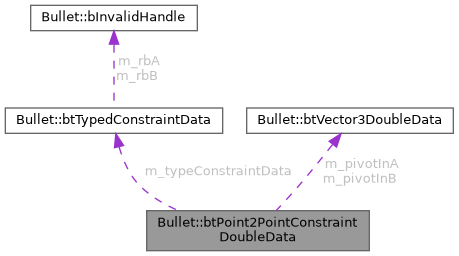 Bullet::bInvalidHandle
m_rbA
m_rbB
Bullet::btTypedConstraintData
Bullet::btVector3DoubleData
m_typeConstraintData
m_pivotInA
m_pivotInB
Bullet::btPoint2PointConstraint
DoubleData